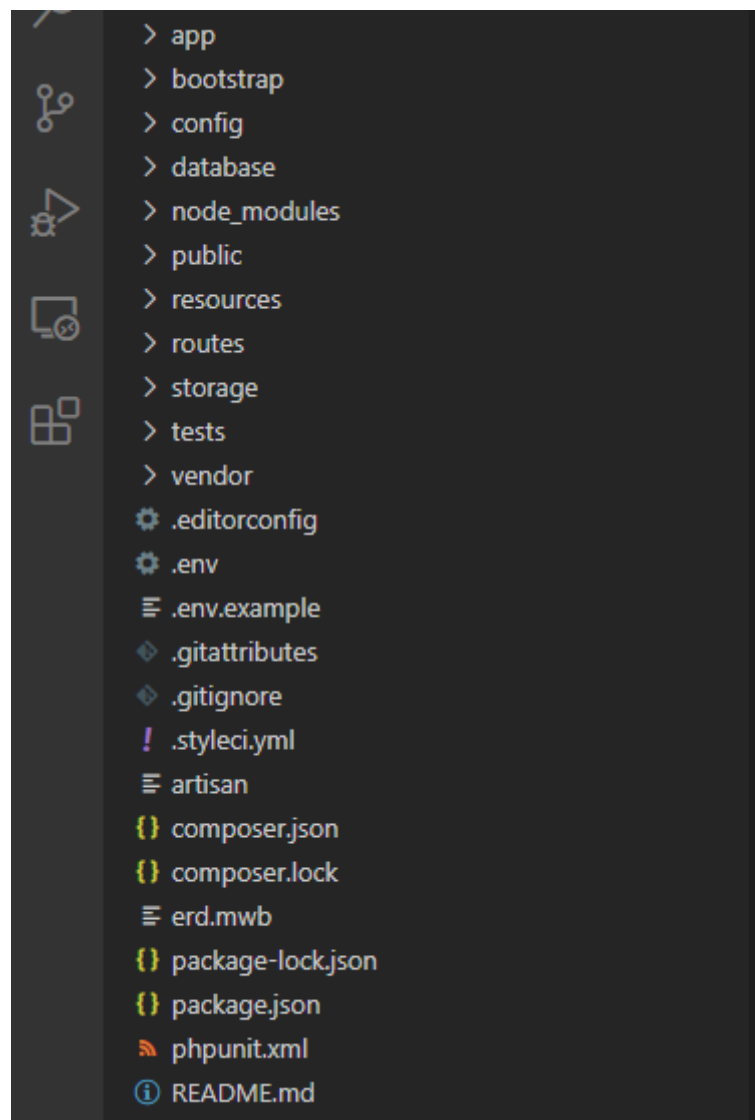 app
bootstrap
config
database
node_modules
public
resources
routes
storage
tests
vendor
.editorconfig
.env
.env.example
.gitattributes
.gitignore
.styleci.yml
artisan
composer.json
composer.lock
erd.mwb
package-lock.json
package.json
phpunit.xml
README.md